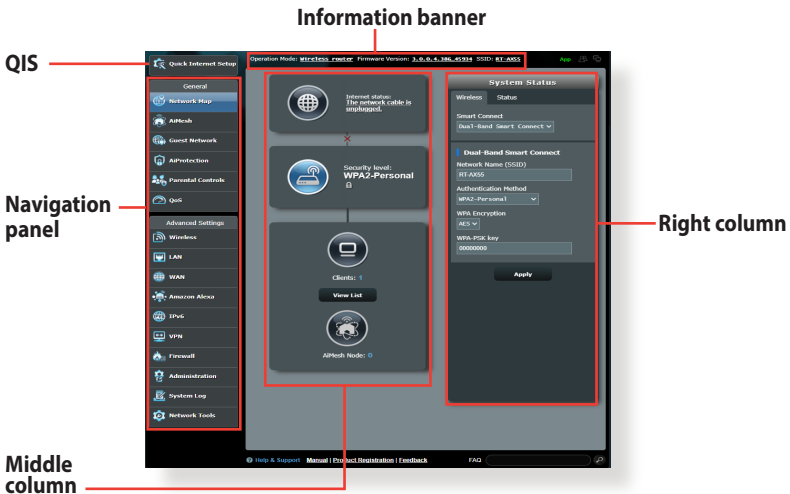 Information banner
QIS
Quick Internet Setup
Operation Mode: Wireless router Firmware Version: 3.0.0.4.386_45934 SSID: RT-AX55
App
General
Network Map
AiMesh
Guest Network
AiProtection
Parental Controls
QoS
Navigation
panel
Advanced Settings
Wireless
LAN
WAN
Amazon Alexa
IPv6
VPN
Firewall
Administration
System Log
Network Tools
Internet status:
The network cable is
unplugged.
Security level:
WPA2-Personal
Clients: 1
View List
AiMesh Node: 0
System Status
Wireless Status
Smart Connect
Dual-Band Smart Connect
Dual-Band Smart Connect
Network Name (SSID)
RT-AX55
Authentication Method
WPA2-Personal
WPA Encryption
AES
WPA-PSK key
00000000
Apply
Right column
Middle
column
Help & Support Manual | Product Registration | Feedback FAQ